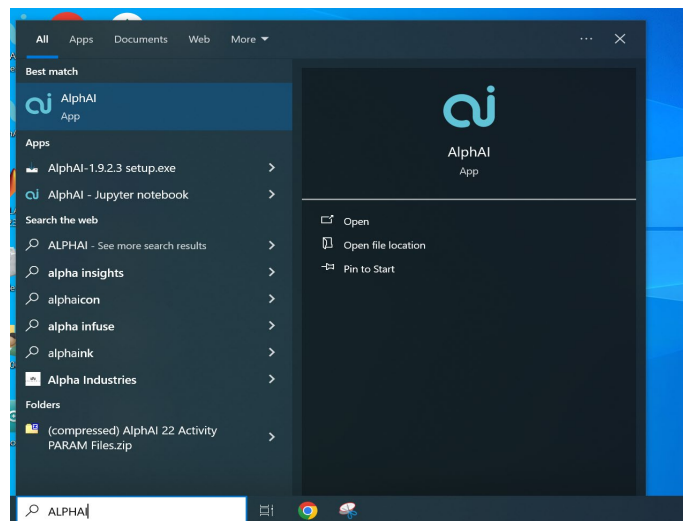 All Apps Documents Web More
Best match
AlphAI
App
Apps
AlphAI-1.9.2.3 setup.exe
AlphAI - Jupyter notebook
Search the web
ALPHAI - See more search results
alpha insights
alphaicon
alpha infuse
alphaink
Alpha Industries
Folders
(compressed) AlphAI 22 Activity
PARAM Files.zip
AlphAI
App
Open
Open file location
Pin to Start
ALPHAI